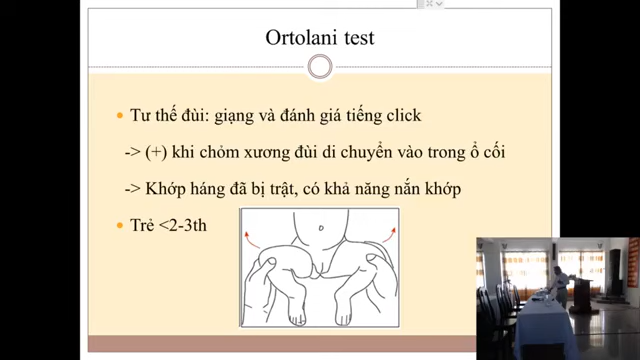 Ortolani test
Tư thế đùi: giạng và đánh giá tiếng click
-> (+) khi chỏm xương đùi di chuyển vào trong ổ cối
-> Khớp háng đã bị trật, có khả năng nắn khớp
Trẻ <2-3th